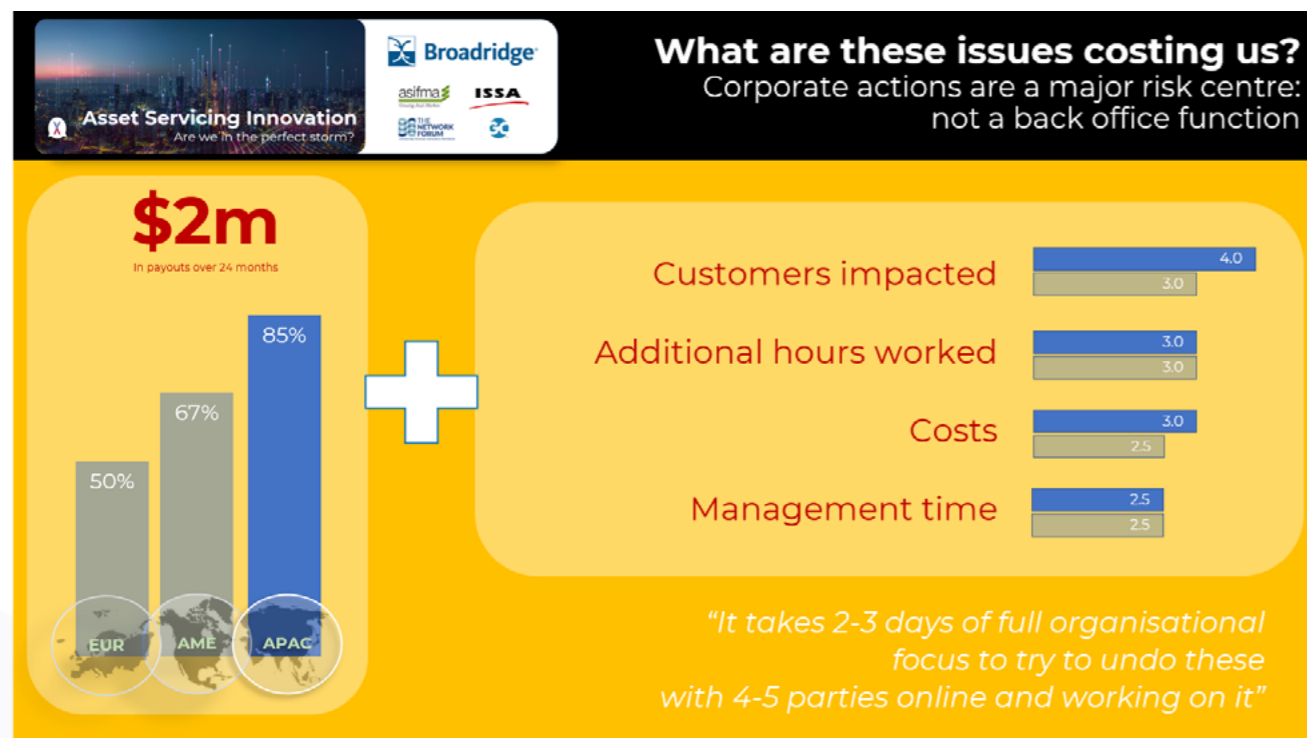 Asset Servicing Innovation
Are we in the perfect storm?
Broadridge
asifma
ISSA
THE
NETWORK
FORUM
What are these issues costing us?
Corporate actions are a major risk centre:
not a back office function
$2m
In payouts over 24 months
50%
67%
85%
EUR
AME
APAC
Customers impacted
4.0
3.0
Additional hours worked
3.0
3.0
Costs
3.0
2.5
Management time
2.5
2.5
“It takes 2-3 days of full organisational
focus to try to undo these
with 4-5 parties online and working on it”